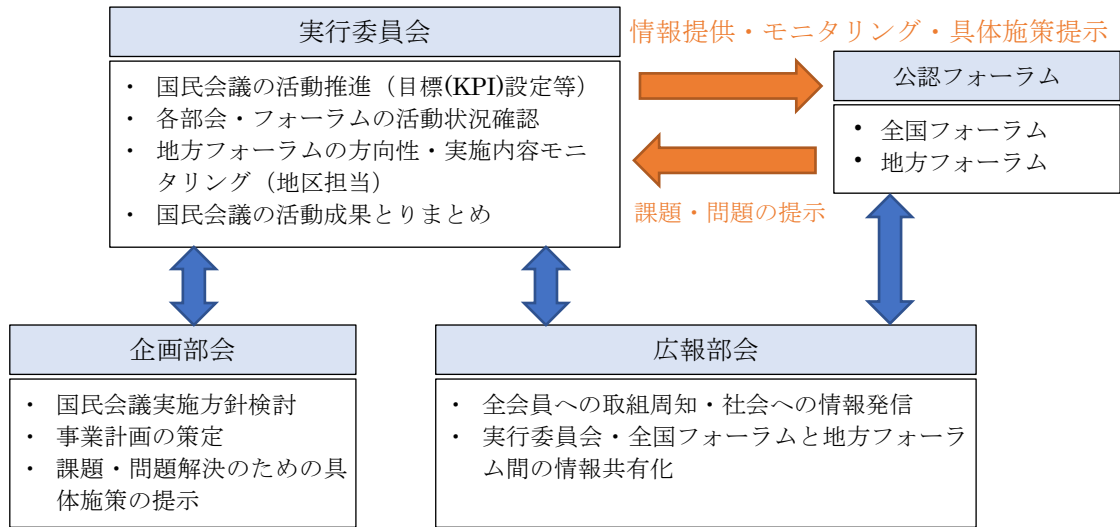 実行委員会
・ 国民会議の活動推進（目標(KPI)設定等）
・ 各部会・フォーラムの活動状況確認
・ 地方フォーラムの方向性・実施内容モニ
タリング（地区担当）
・ 国民会議の活動成果とりまとめ
情報提供・モニタリング・具体施策提示
公認フォーラム
• 全国フォーラム
• 地方フォーラム
課題・問題の提示
企画部会
・ 国民会議実施方針検討
・ 事業計画の策定
・ 課題・問題解決のための具
体施策の提示
広報部会
・ 全会員への取組周知・社会への情報発信
・ 実行委員会・全国フォーラムと地方フォーラ
ム間の情報共有化